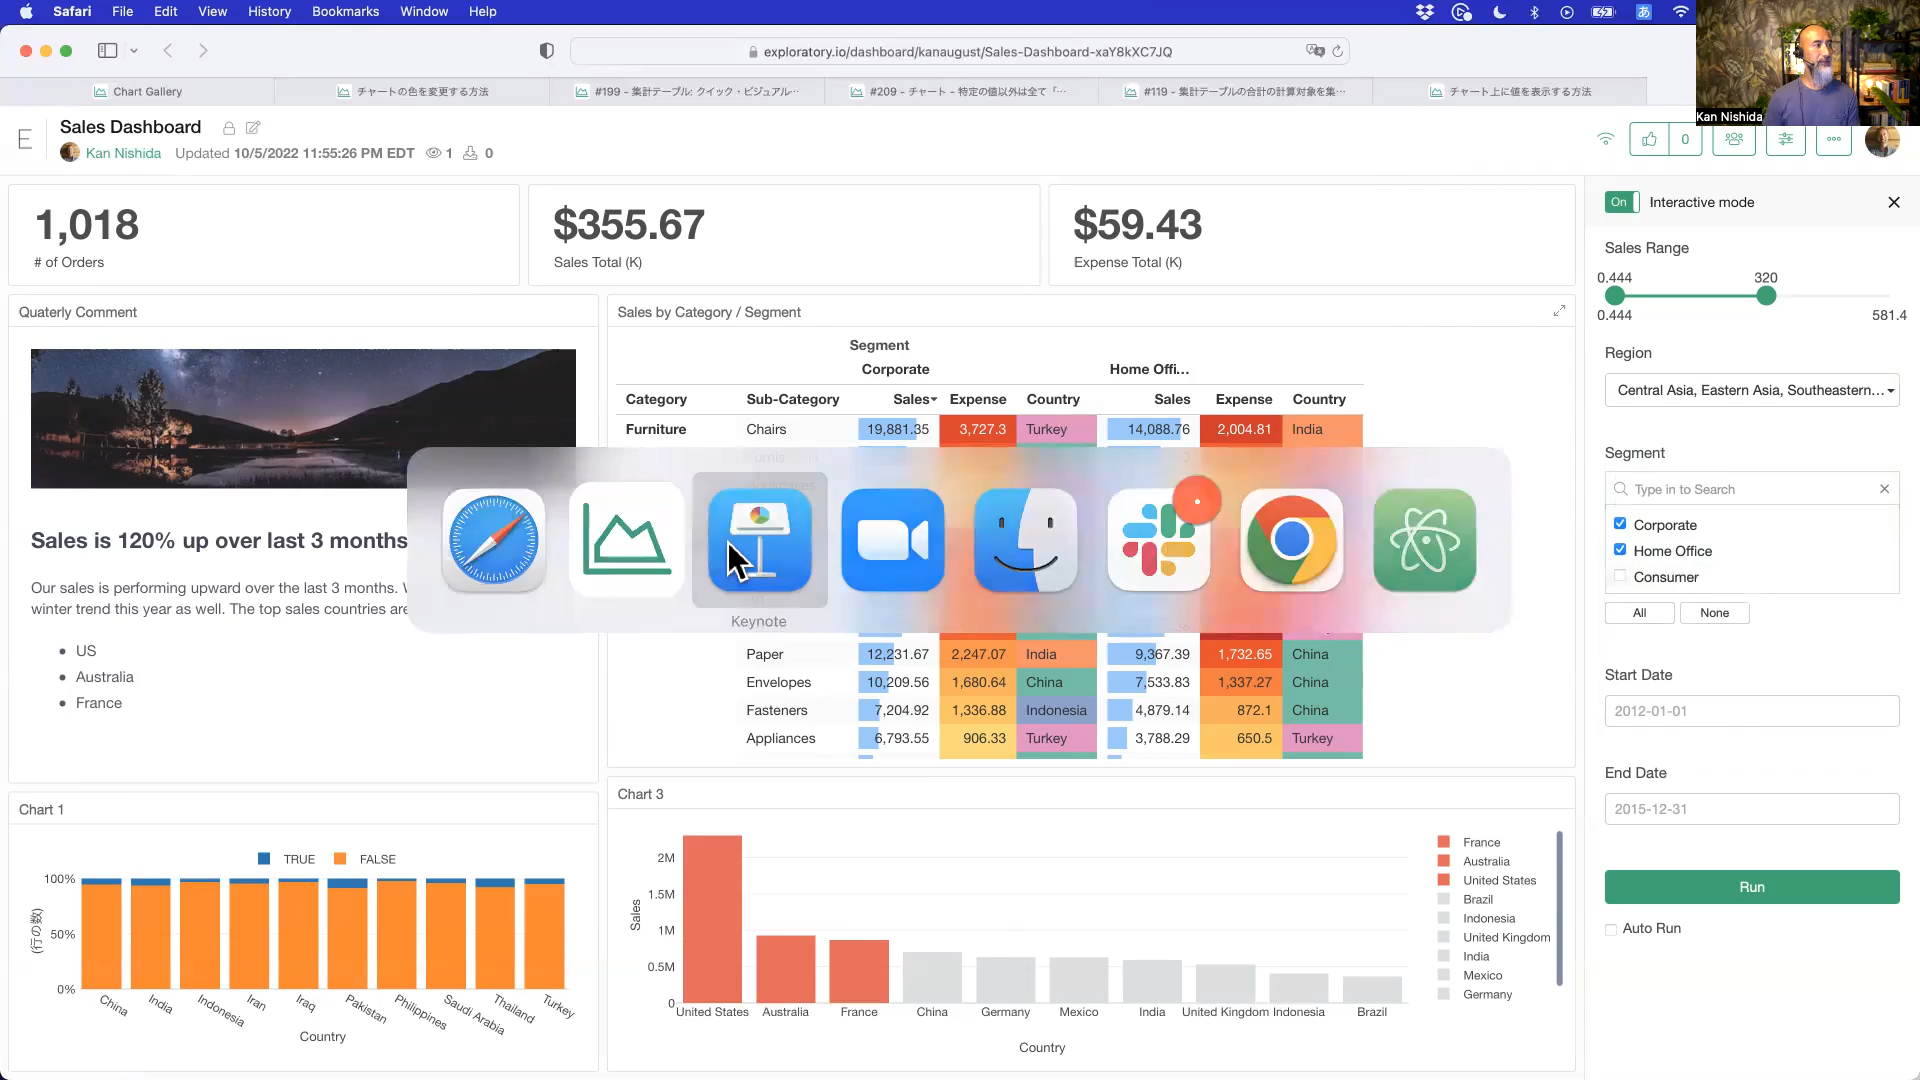 Safari File Edit View History Bookmarks Window Help
あ
exploratory.io/dashboard/kanaugust/Sales-Dashboard-xaY8kXC7JQ
Chart Gallery
チャートの色を変更する方法
#199 - 集計テーブル: クイック・ビジュアル…
#209 - チャート - 特定の値以外は全て「…
#119 - 集計テーブルの合計の計算対象を集…
チャート上に値を表示する方法
Kan Nishida
E
Sales Dashboard
Kan Nishida Updated 10/5/2022 11:55:26 PM EDT 1 0
0
1,018
# of Orders
$355.67
Sales Total (K)
$59.43
Expense Total (K)
Quaterly Comment
Sales is 120% up over last 3 months
Our sales is performing upward over the last 3 months.
winter trend this year as well. The top sales countries are
US
Australia
France
Sales by Category / Segment
Segment
Corporate Home Offi...
Category Sub-Category Sales Expense Country Sales Expense Country
Furniture Chairs 19,881.35 3,727.3 Turkey 14,088.76 2,004.81 India
Keynote
Paper 12,231.67 2,247.07 India 9,367.39 1,732.65 China
Envelopes 10,209.56 1,680.64 China 7,533.83 1,337.27 China
Fasteners 7,204.92 1,336.88 Indonesia 4,879.14 872.1 China
Appliances 6,793.55 906.33 Turkey 3,788.29 650.5 Turkey
Chart 1
TRUE FALSE
100%
50%
0%
(行の数)
China India Indonesia Iran Iraq Pakistan Philippines Saudi Arabia Thailand Turkey
Country
Chart 3
2M
1.5M
1M
0.5M
0
Sales
United States Australia France China Germany Mexico India United Kingdom Indonesia Brazil
Country
France
Australia
United States
Brazil
Indonesia
United Kingdom
India
Mexico
Germany
On Interactive mode
Sales Range
0.444 320
0.444 581.4
Region
Central Asia, Eastern Asia, Southeastern...
Segment
Type in to Search
Corporate
Home Office
Consumer
All None
Start Date
2012-01-01
End Date
2015-12-31
Run
Auto Run